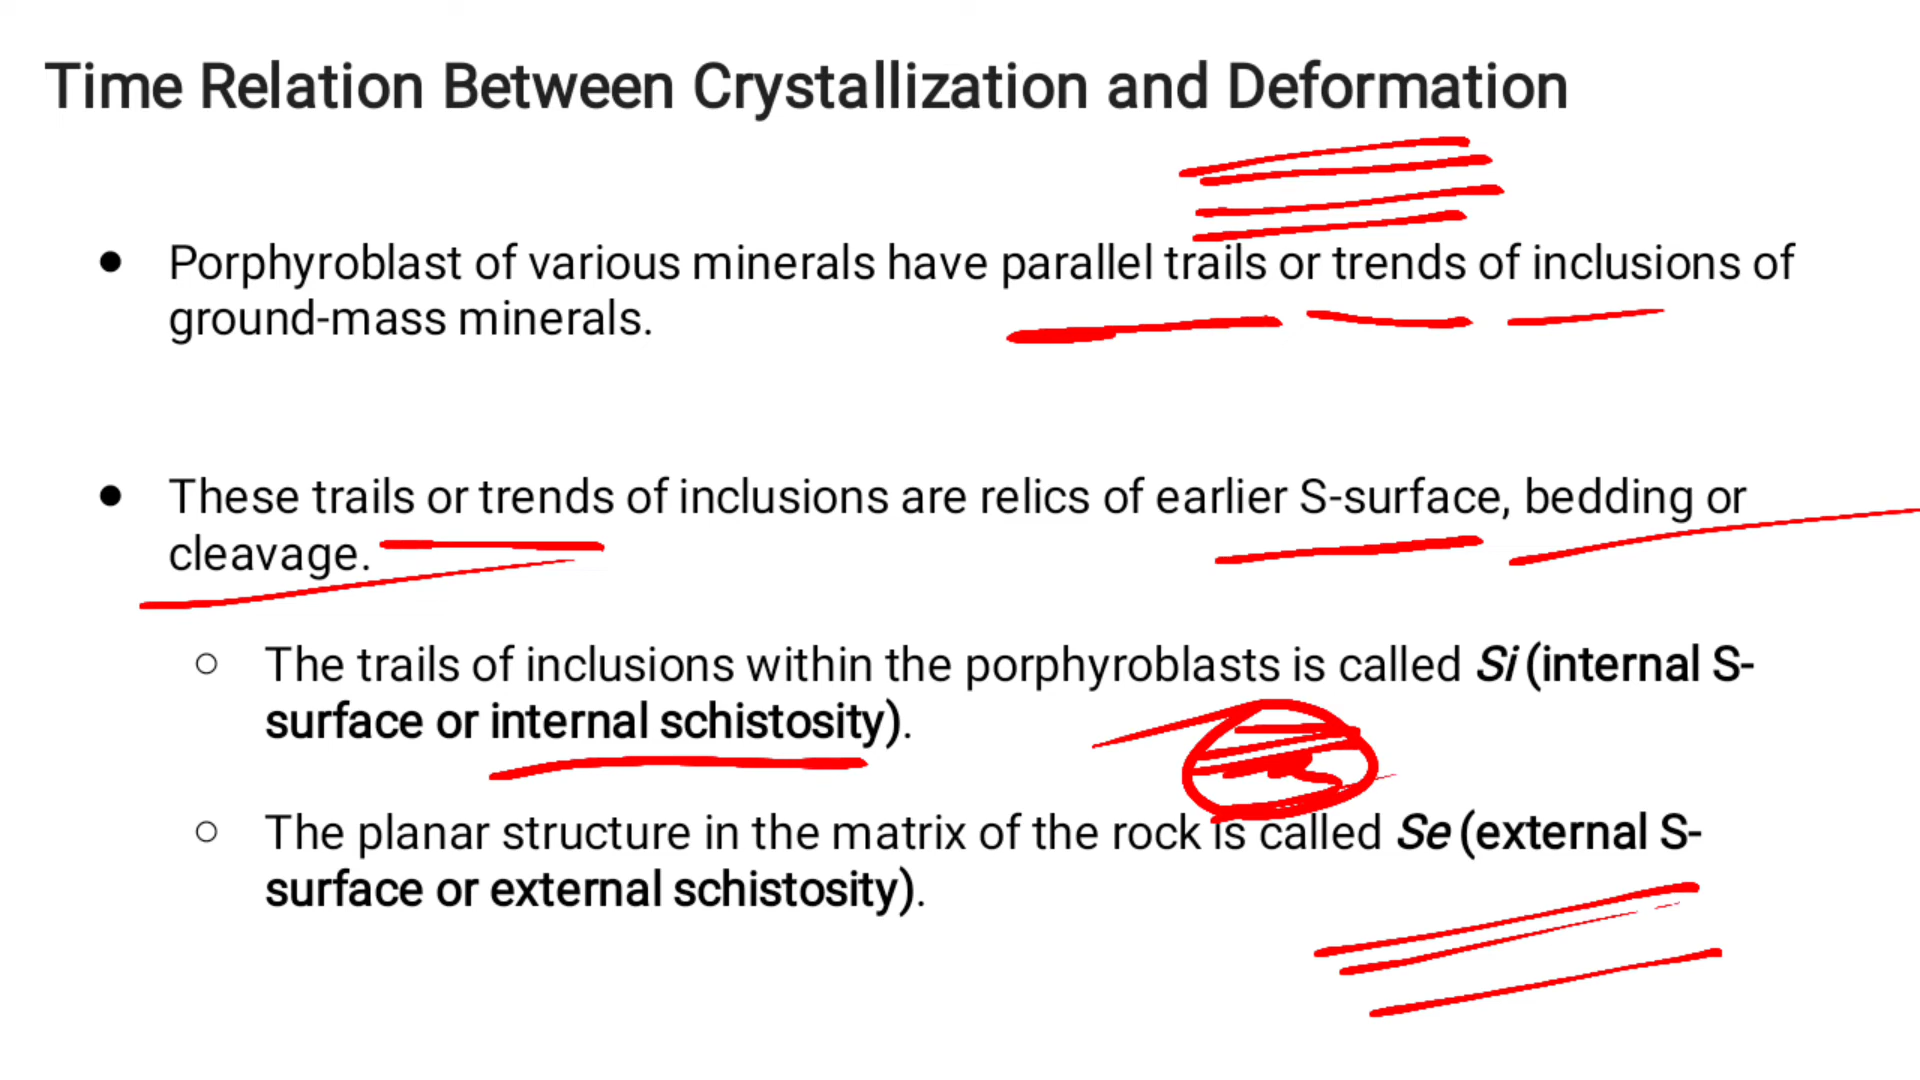 Time Relation Between Crystallization and Deformation
● Porphyroblast of various minerals have parallel trails or trends of inclusions of
ground-mass minerals.
● These trails or trends of inclusions are relics of earlier S-surface, bedding or
cleavage.
○ The trails of inclusions within the porphyroblasts is called Si (internal S-
surface or internal schistosity).
○ The planar structure in the matrix of the rock is called Se (external S-
surface or external schistosity).